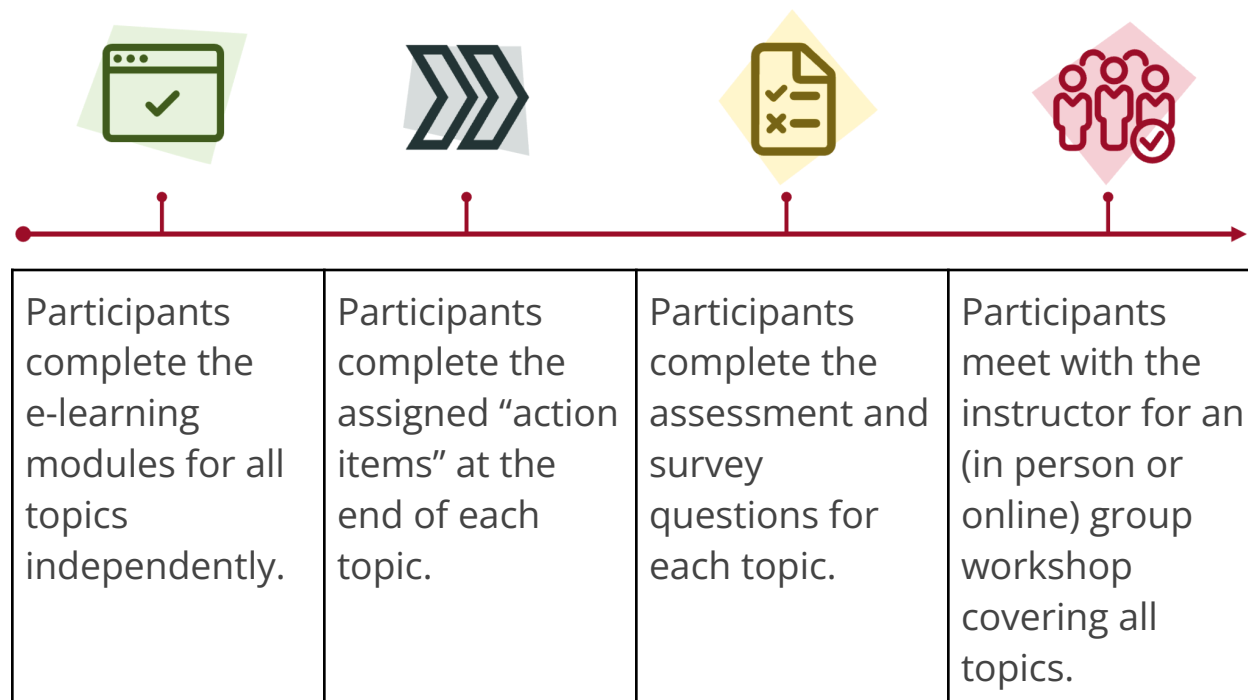 Participants
complete the
e-learning
modules for all
topics
independently.
Participants
complete the
assigned “action
items” at the
end of each
topic.
Participants
complete the
assessment and
survey
questions for
each topic.
Participants
meet with the
instructor for an
(in person or
online) group
workshop
covering all
topics.